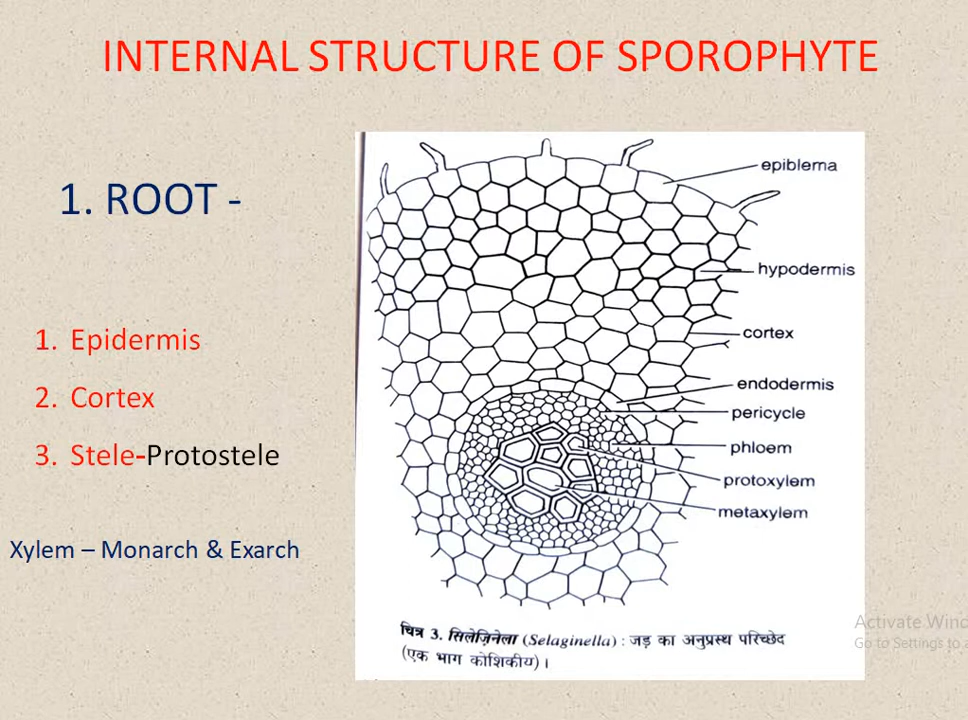 INTERNAL STRUCTURE OF SPOROPHYTE
1. ROOT -
1. Epidermis
2. Cortex
3. Stele-Protostele
Xylem – Monarch & Exarch
epiblema
hypodermis
cortex
endodermis
pericycle
phloem
protoxylem
metaxylem
चित्र 3. सिलेज़िनेला (Selaginella) : जड़ का अनुप्रस्थ परिच्छेद
(एक भाग कोशिकीय)।
Activate Wind
Go to Settings to a